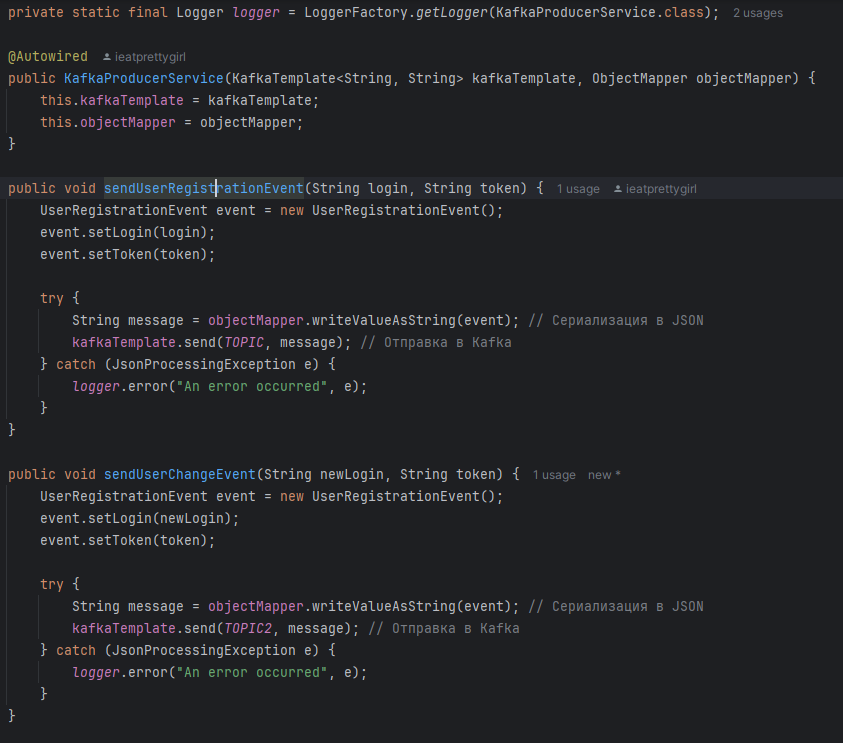 private static final Logger logger = LoggerFactory.getLogger(KafkaProducerService.class); 2 usages
@Autowired ieatprettygirl
public KafkaProducerService(KafkaTemplate<String, String> kafkaTemplate, ObjectMapper objectMapper) {
this.kafkaTemplate = kafkaTemplate;
this.objectMapper = objectMapper;
}
public void sendUserRegistrationEvent(String login, String token) { 1 usage ieatprettygirl
UserRegistrationEvent event = new UserRegistrationEvent();
event.setLogin(login);
event.setToken(token);
try {
String message = objectMapper.writeValueAsString(event); // Сериализация в JSON
kafkaTemplate.send(TOPIC, message); // Отправка в Kafka
} catch (JsonProcessingException e) {
logger.error("An error occurred", e);
}
}
public void sendUserChangeEvent(String newLogin, String token) { 1 usage new *
UserRegistrationEvent event = new UserRegistrationEvent();
event.setLogin(newLogin);
event.setToken(token);
try {
String message = objectMapper.writeValueAsString(event); // Сериализация в JSON
kafkaTemplate.send(TOPIC2, message); // Отправка в Kafka
} catch (JsonProcessingException e) {
logger.error("An error occurred", e);
}
}